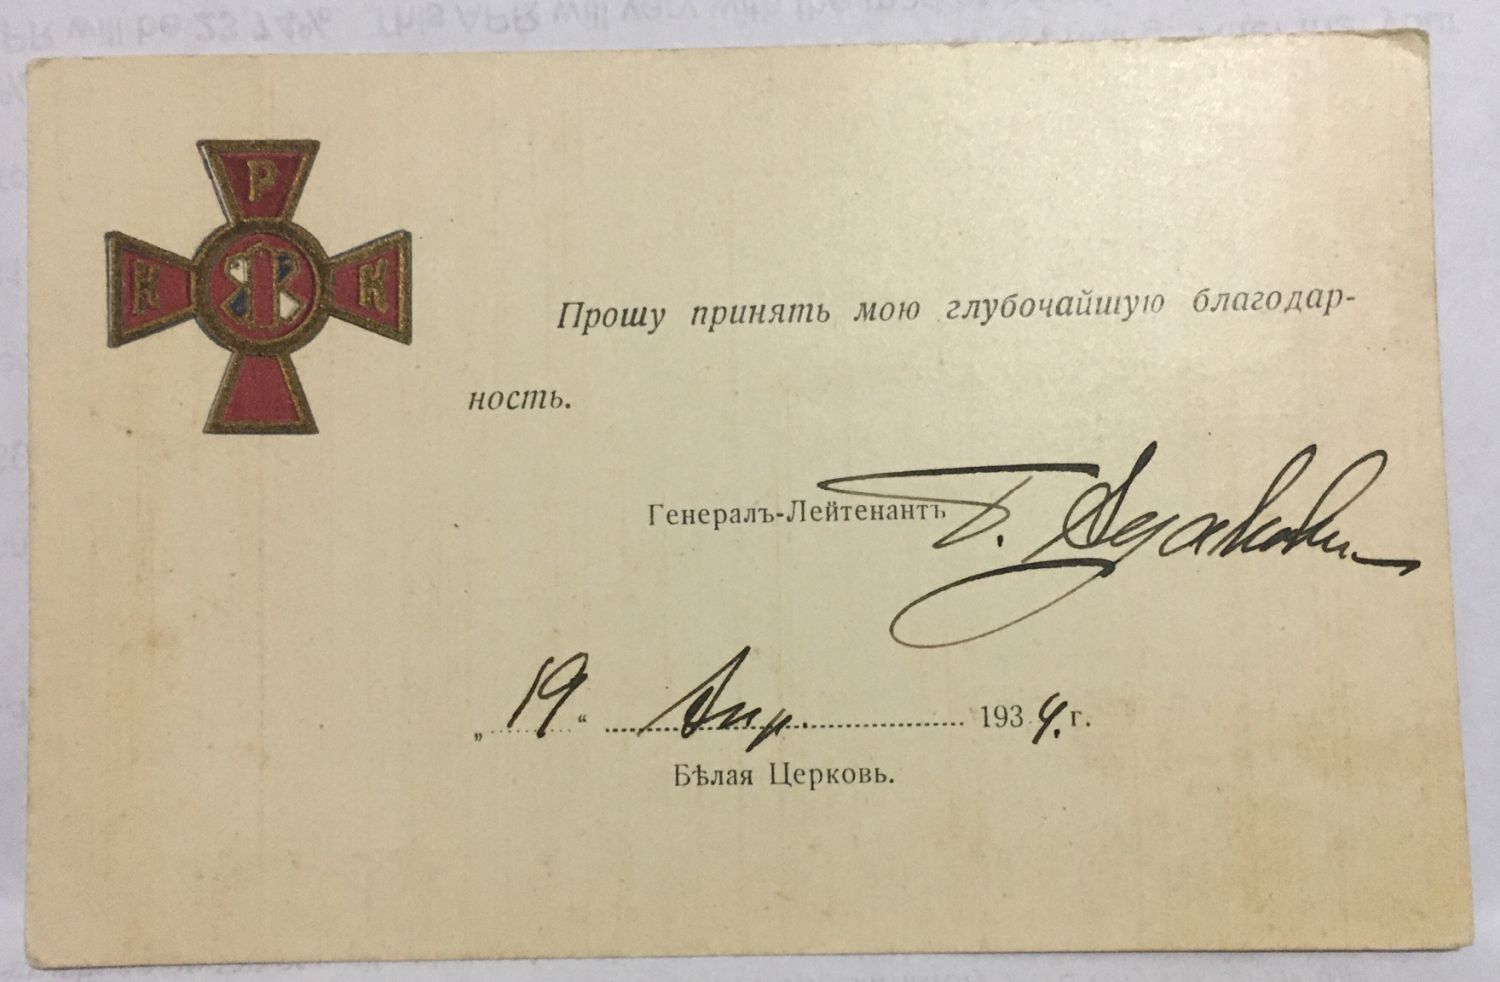 Р
К К
Прошу принять мою глубочайшую благодар-
ность.
Генералъ-Лейтенантъ
„19“ Апр. 1934. г.
Бѣлая Церковь.